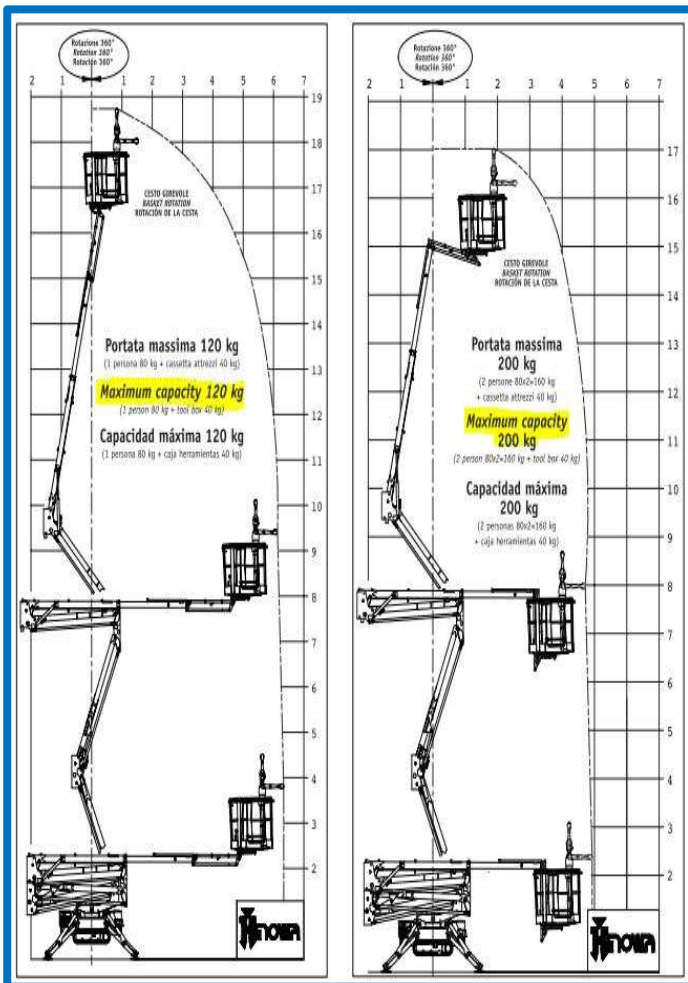 Rotazione 360°
Rotation 360°
Rotación 360°
2 1 1 2 3 4 5 6 7
19
18
17
16
15
14
13
12
11
10
9
8
7
6
5
4
3
2
CESTO GIREVOLE
BASKET ROTATION
ROTACIÓN DE LA CESTA
Portata massima 120 kg
(1 persona 80 kg + cassetta attrezzi 40 kg)
Maximum capacity 120 kg
(1 person 80 kg + tool box 40 kg)
Capacidad máxima 120 kg
(1 persona 80 kg + caja herramientas 40 kg)
Hinowa
Rotazione 360°
Rotation 360°
Rotación 360°
2 1 1 2 3 4 5 6 7
17
16
15
14
13
12
11
10
9
8
7
6
5
4
3
2
CESTO GIREVOLE
BASKET ROTATION
ROTACIÓN DE LA CESTA
Portata massima
200 kg
(2 persone 80x2=160 kg
+ cassetta attrezzi 40 kg)
Maximum capacity
200 kg
(2 person 80x2=160 kg + tool box 40 kg)
Capacidad máxima
200 kg
(2 personas 80x2=160 kg
+ caja herramientas 40 kg)
Hinowa